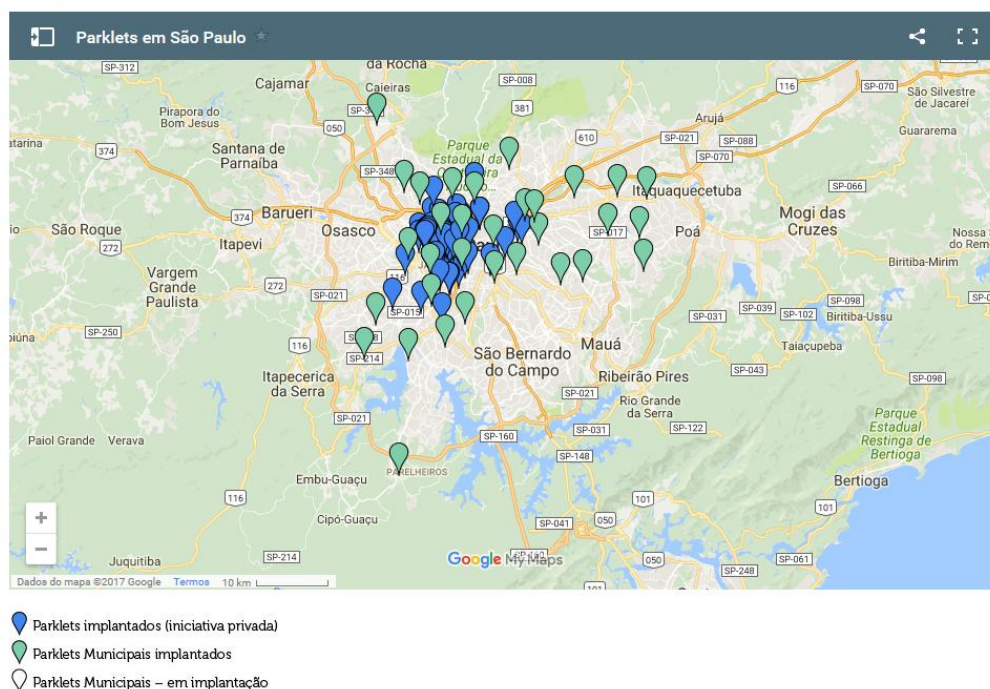 Parklets em São Paulo
SP-312
da Rocha
Cajamar
Caieiras
SP-008
116
SP-070
São Silvestre
de Jacareí
381
Pirapora do
Bom Jesus
050
Arujá
Guararema
374
Santana de
Parnaíba
Parque
Estadual da
610
SP-021
SP-088
SP-070
SP-348
Itaquaquecetuba
SP-066
374
Barueri
Osasco
Mogi das
Cruzes
São Roque
272
Itapevi
SP-017
Poá
Biritiba-Mirim
Vargem
Grande
Paulista
272
116
SP-021
SP-015
SP-039
SP-102
SP-098
Biritiba-Ussu
SP-031
SP-250
116
SP-214
São Bernardo
do Campo
Mauá
Taiaçupeba
SP-043
SP-098
Itapecerica
da Serra
Ribeirão Pires
SP-021
Rio Grande
da Serra
SP-021
SP-031
SP-122
SP-160
Parque
Estadual
Restinga de
Bertioga
Paiol Grande
Verava
SP-148
PARELHEIROS
Embu-Guaçu
Bertioga
116
101
101
Cipó-Guaçu
SP-041
050
Juquitiba
SP-214
Google My Maps
050
SP-061
SP-248
101
Dados do mapa ©2017 Google
Termos
10 km
Parklets implantados (iniciativa privada)
Parklets Municipais implantados
Parklets Municipais – em implantação